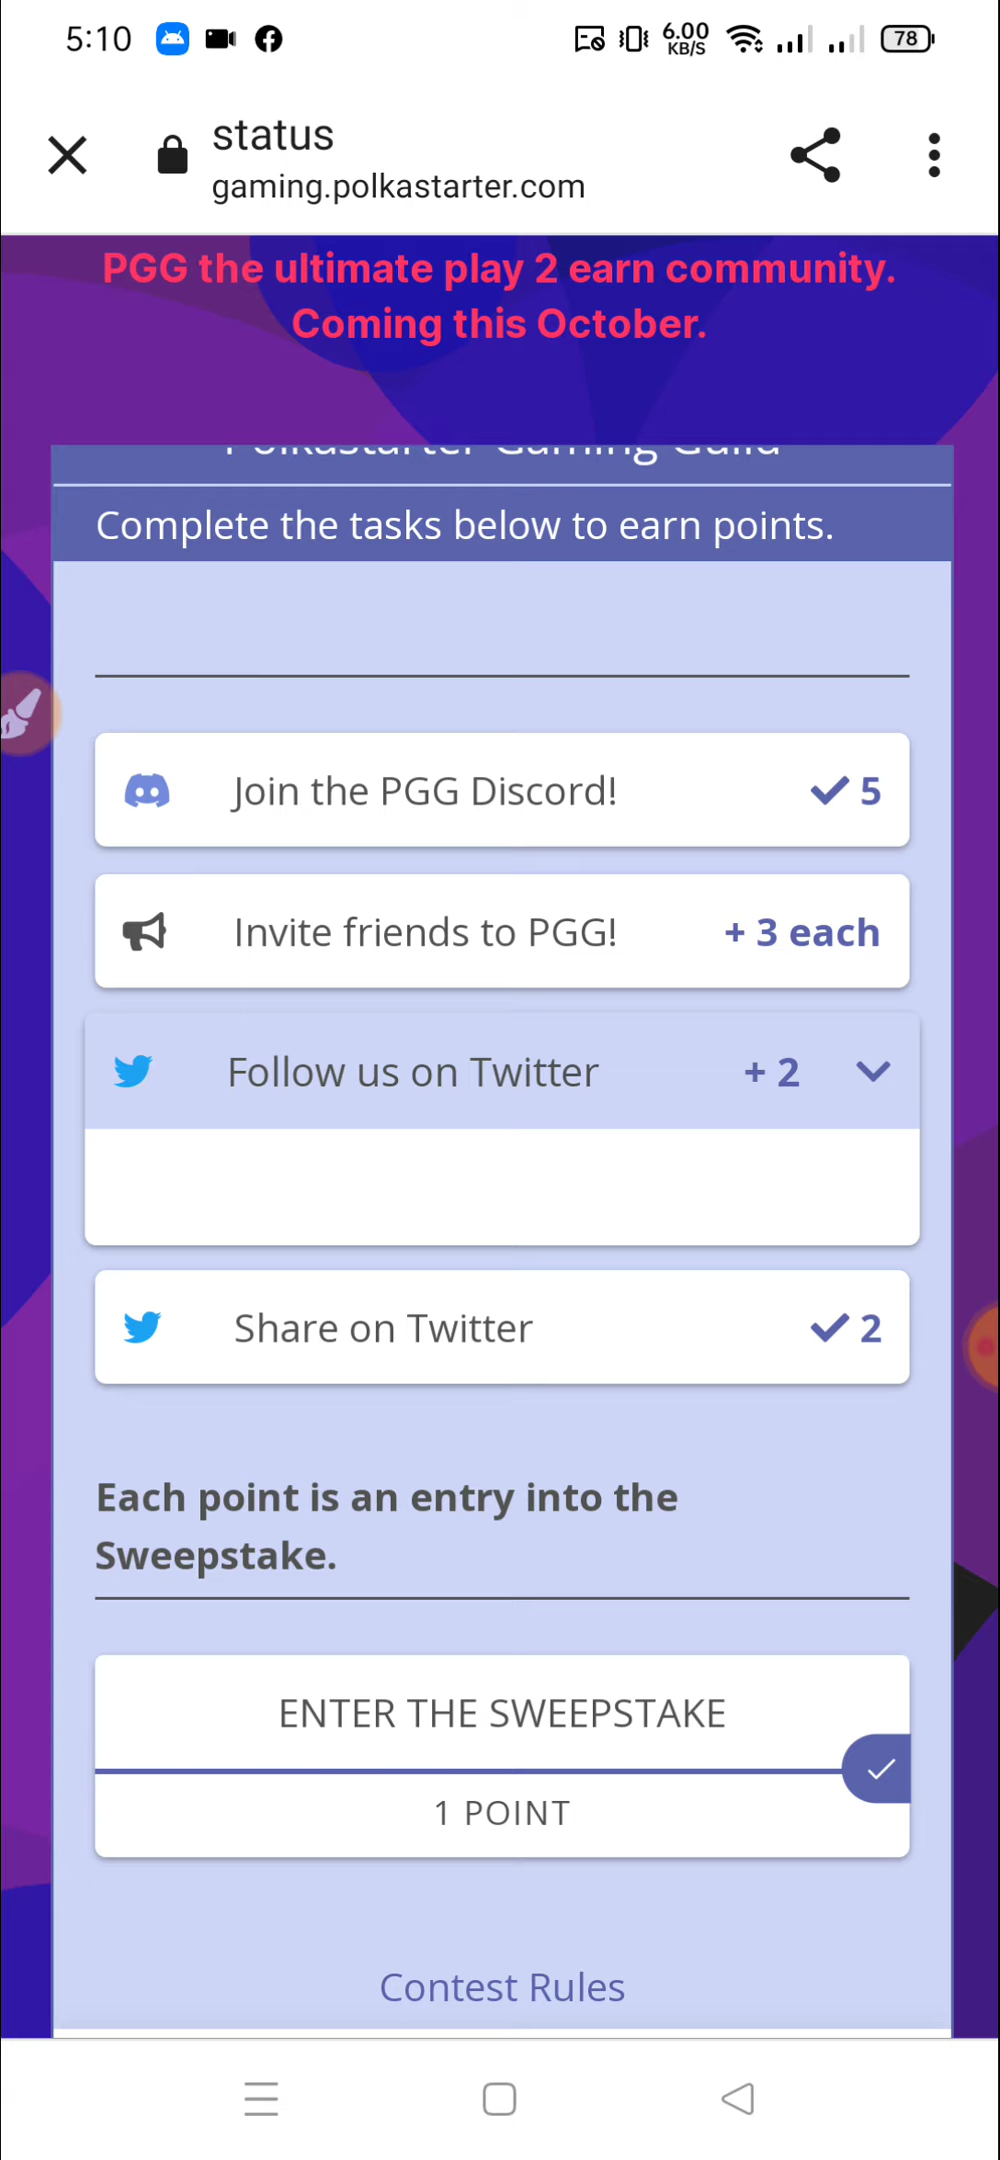 5:10
6.00
KB/S
78
status
gaming.polkastarter.com
PGG the ultimate play 2 earn community.
Coming this October.
Polkastarter Gaming Guild
Complete the tasks below to earn points.
Join the PGG Discord! 5
Invite friends to PGG! + 3 each
Follow us on Twitter + 2
Share on Twitter 2
Each point is an entry into the
Sweepstake.
ENTER THE SWEEPSTAKE
1 POINT
Contest Rules